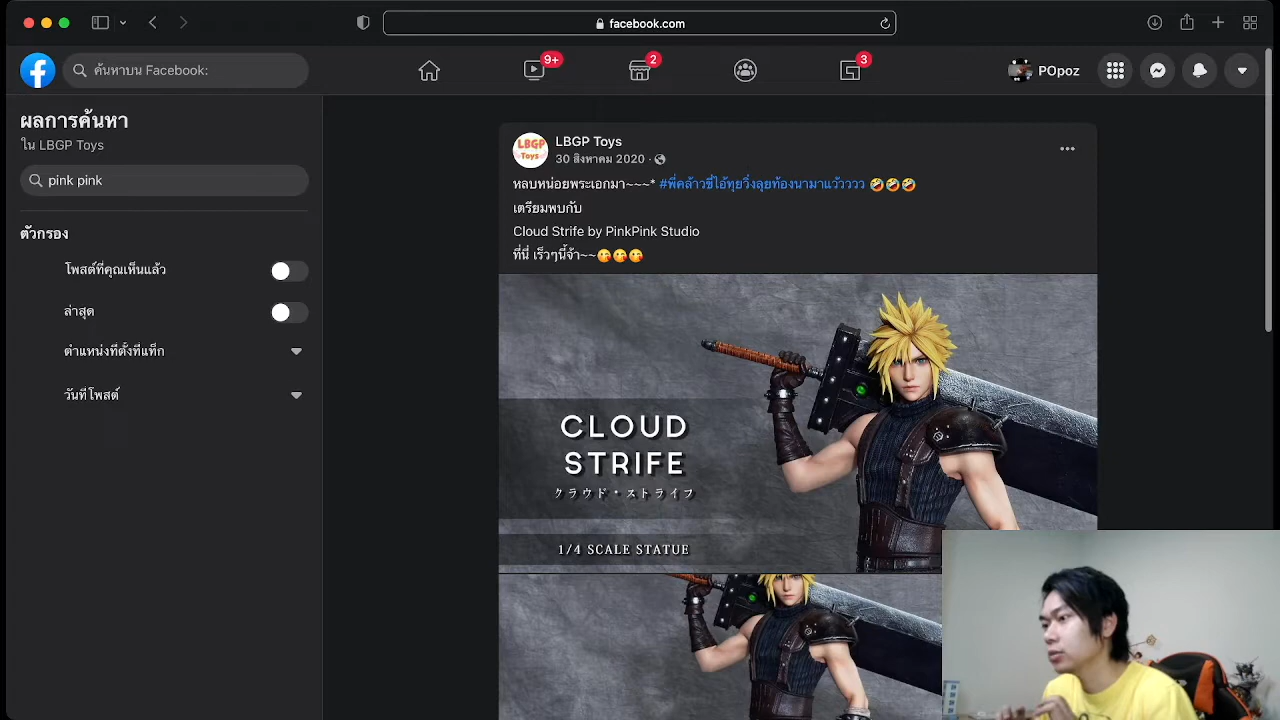 facebook.com
ค้นหาบน Facebook:
9+
2
3
POpoz
ผลการค้นหา
ใน LBGP Toys
pink pink
ตัวกรอง
โพสต์ที่คุณเห็นแล้ว
ล่าสุด
ตำแหน่งที่ตั้งที่แท็ก
วันที่โพสต์
LBGP
Toys
LBGP Toys
30 สิงหาคม 2020
หลบหน่อยพระเอกมา~~~* #พี่คล้าวขี่ไอ้ทุยวิ่งลุยท้องนามาแว้วววว 🤣🤣🤣
เตรียมพบกับ
Cloud Strife by PinkPink Studio
ที่นี่ เร็วๆนี้จ้า~~😘😘😘
CLOUD
STRIFE
クラウド・ストライフ
1/4 SCALE STATUE